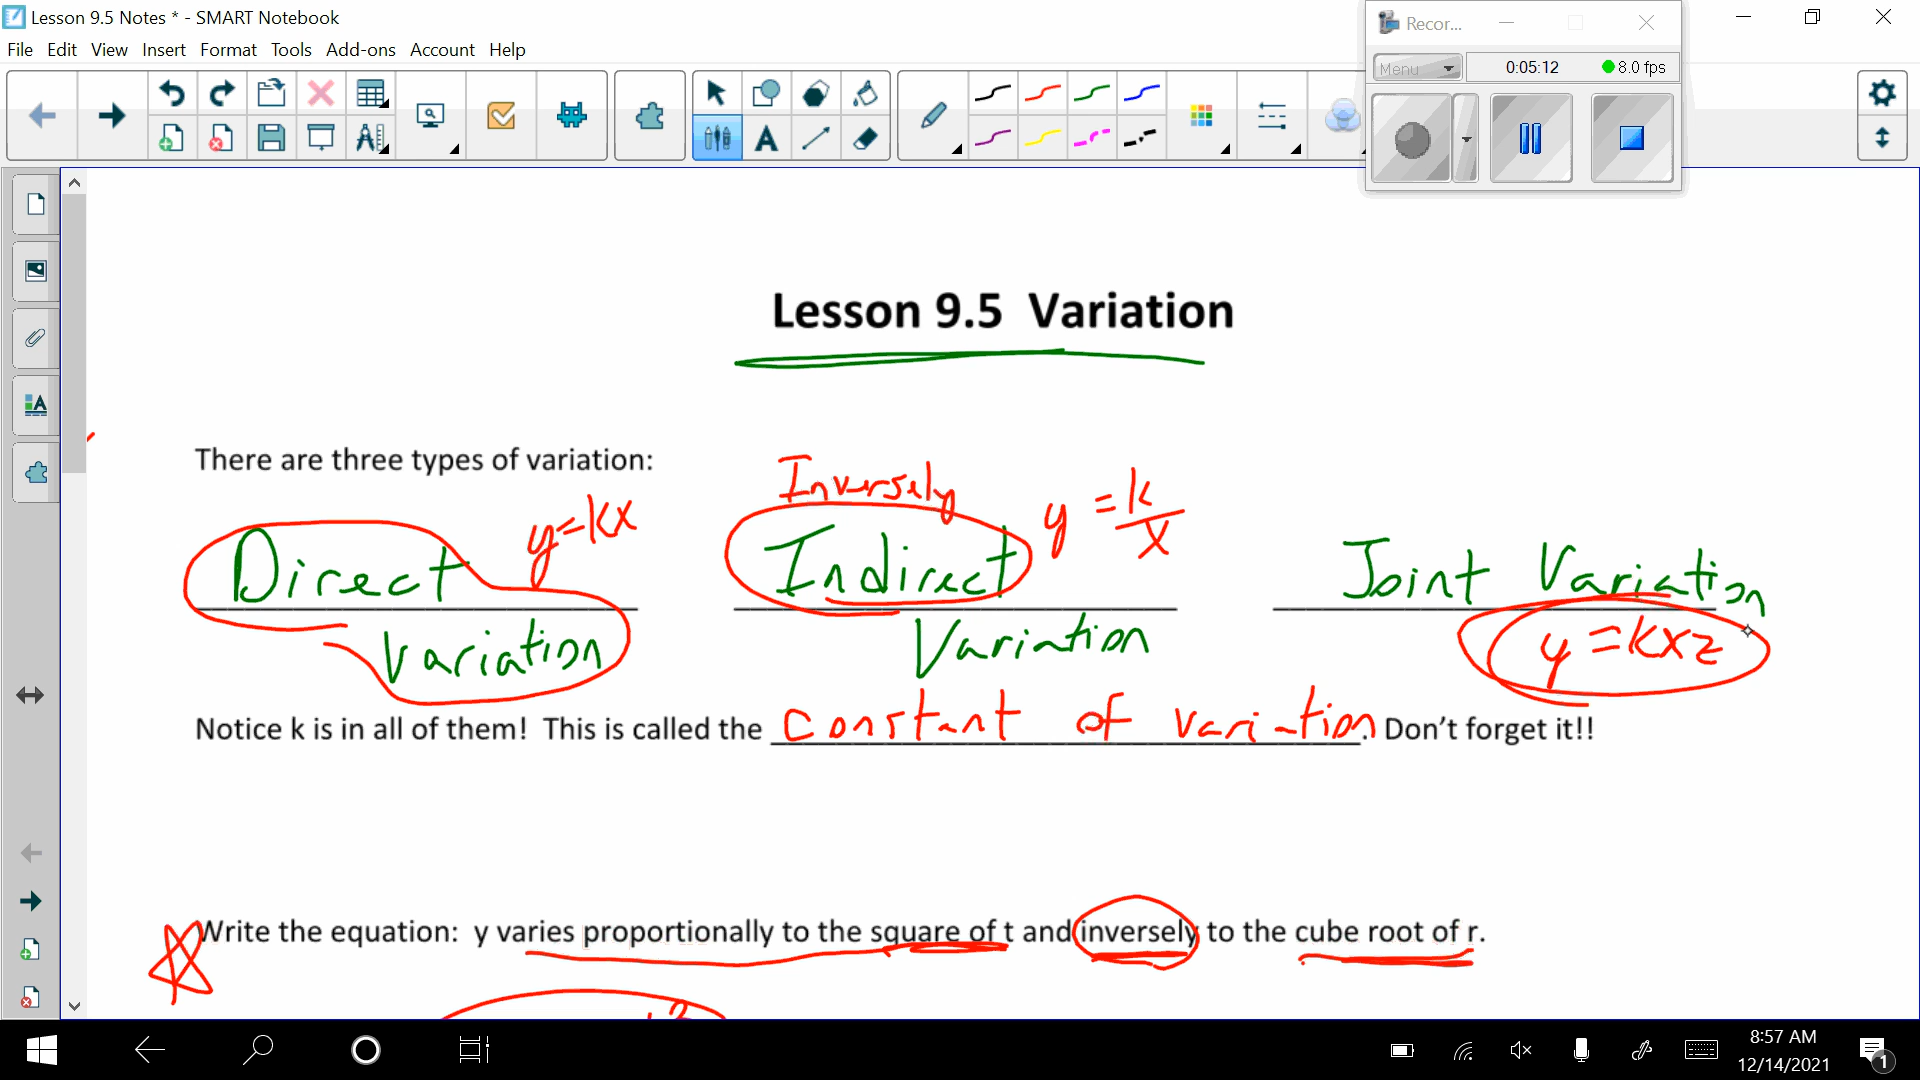 Lesson 9.5 Notes * - SMART Notebook
Recor...
File Edit View Insert Format Tools Add-ons Account Help
Menu 0:05:12 8.0 fps
Lesson 9.5 Variation
There are three types of variation:
Inversely
y=kx
y = k/x
Direct Indirect Joint Variation
Variation Variation y = kxz
Notice k is in all of them! This is called the constant of variation. Don't forget it!!
Write the equation: y varies proportionally to the square of t and inversely to the cube root of r.
8:57 AM
12/14/2021
1